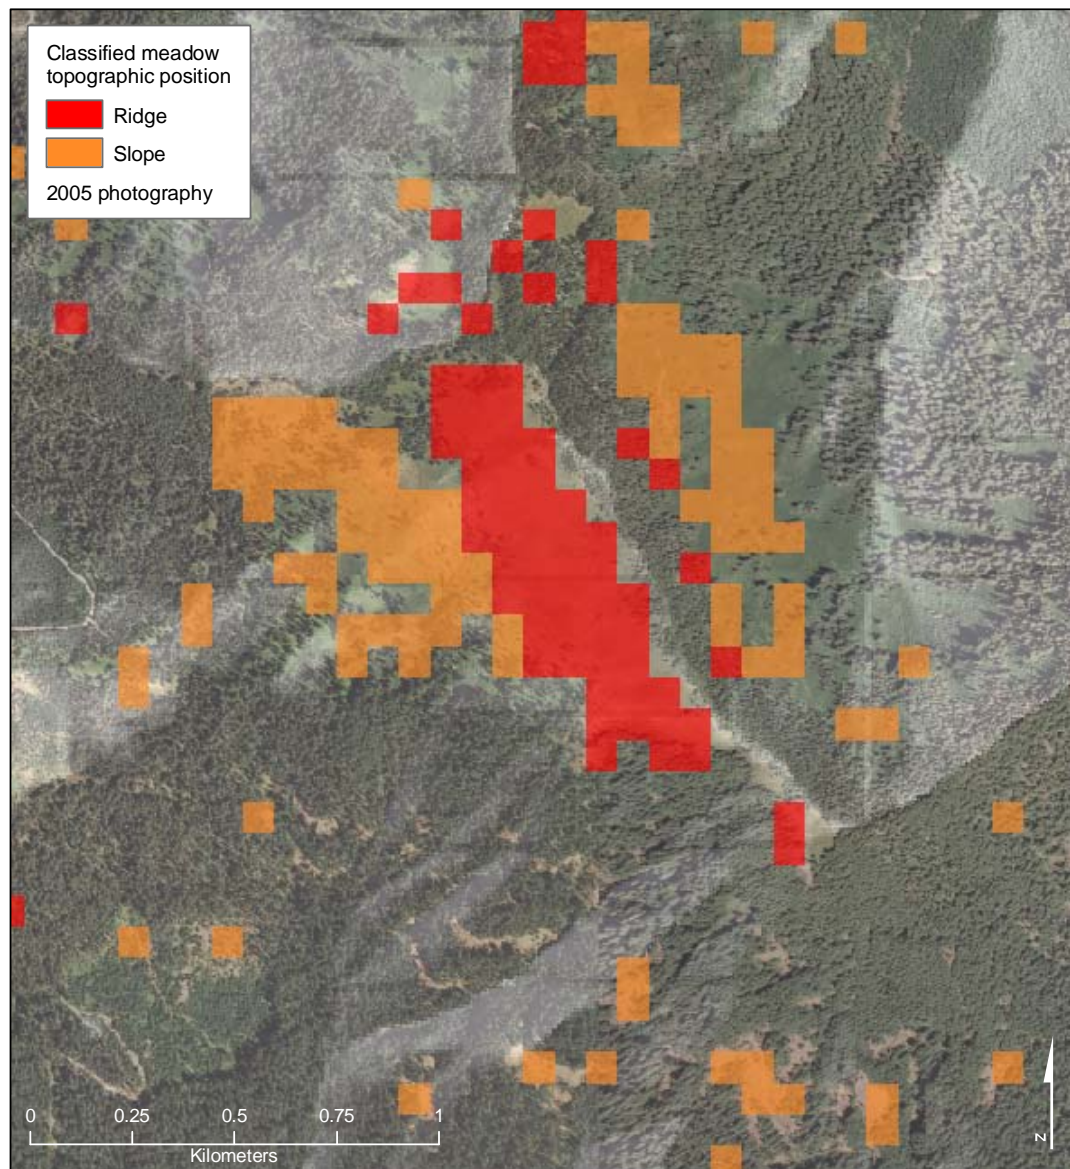 Classified meadow
topographic position
Ridge
Slope
2005 photography
0 0.25 0.5 0.75 1
Kilometers
N